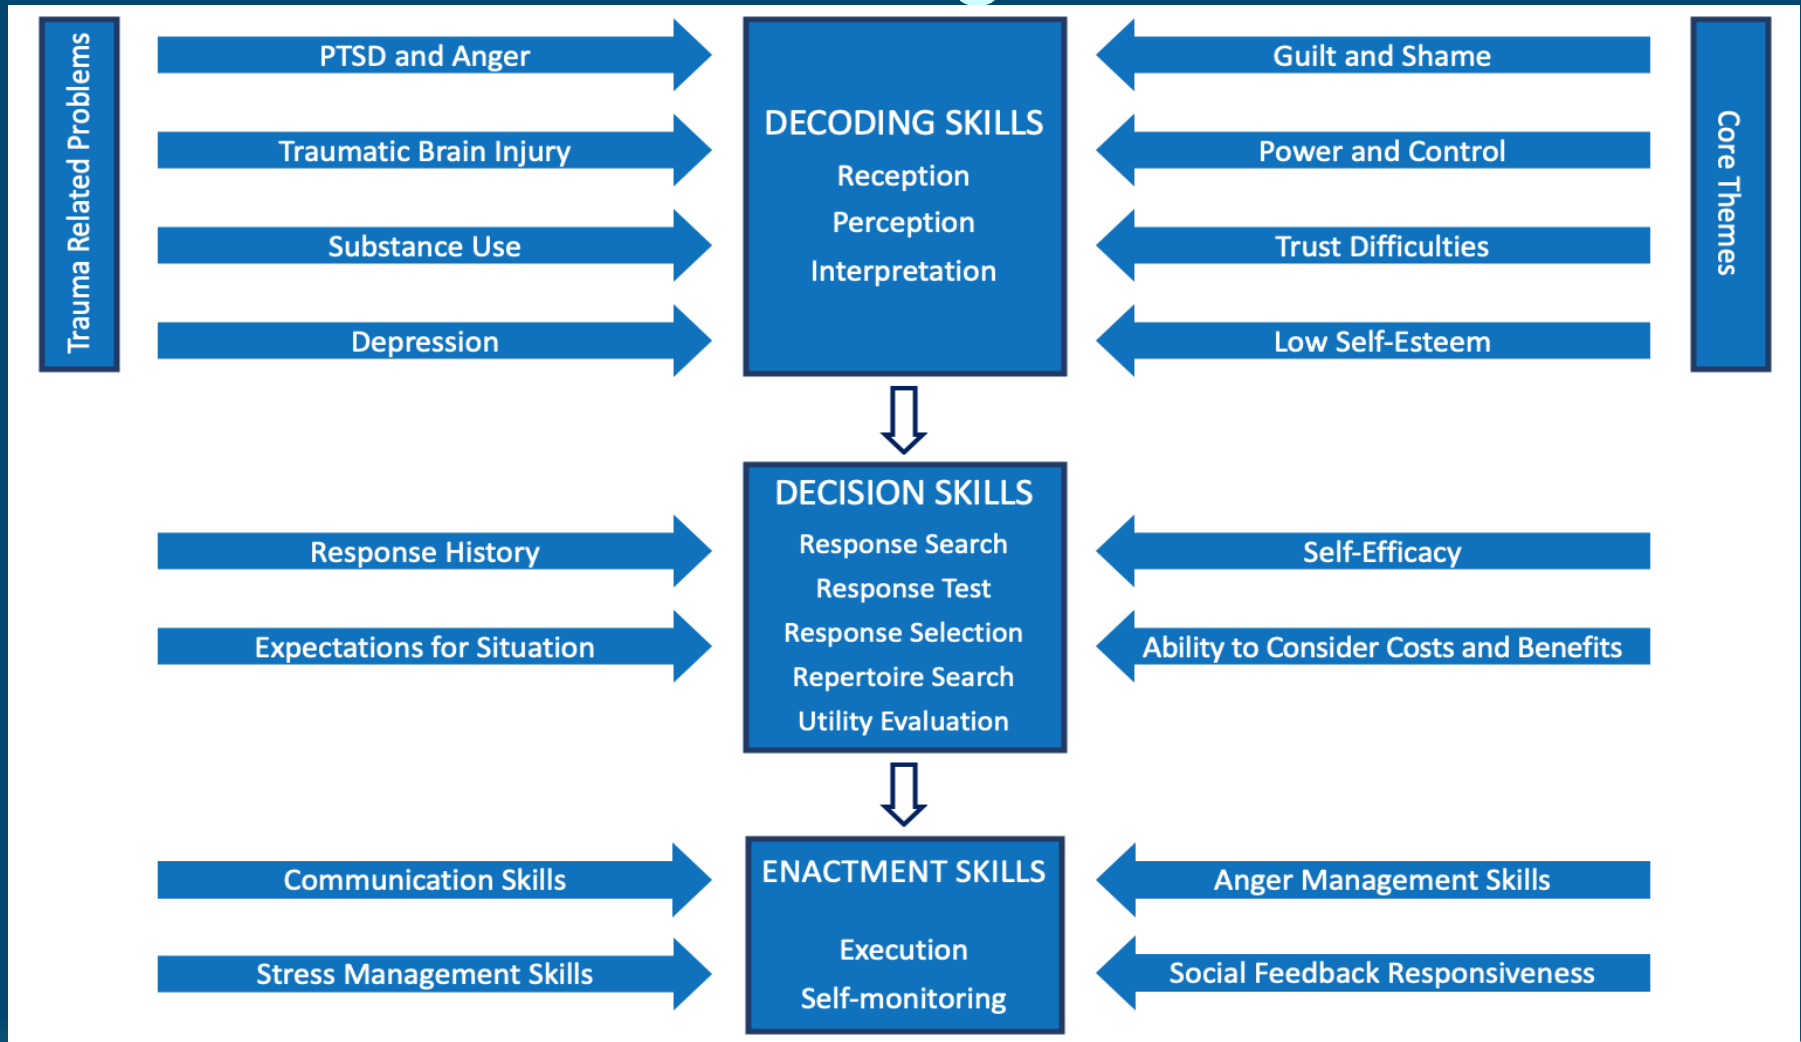 Trauma Related Problems
PTSD and Anger
Traumatic Brain Injury
Substance Use
Depression
DECODING SKILLS
Reception
Perception
Interpretation
Guilt and Shame
Power and Control
Trust Difficulties
Low Self-Esteem
Core Themes
Response History
Expectations for Situation
DECISION SKILLS
Response Search
Response Test
Response Selection
Repertoire Search
Utility Evaluation
Self-Efficacy
Ability to Consider Costs and Benefits
Communication Skills
Stress Management Skills
ENACTMENT SKILLS
Execution
Self-monitoring
Anger Management Skills
Social Feedback Responsiveness